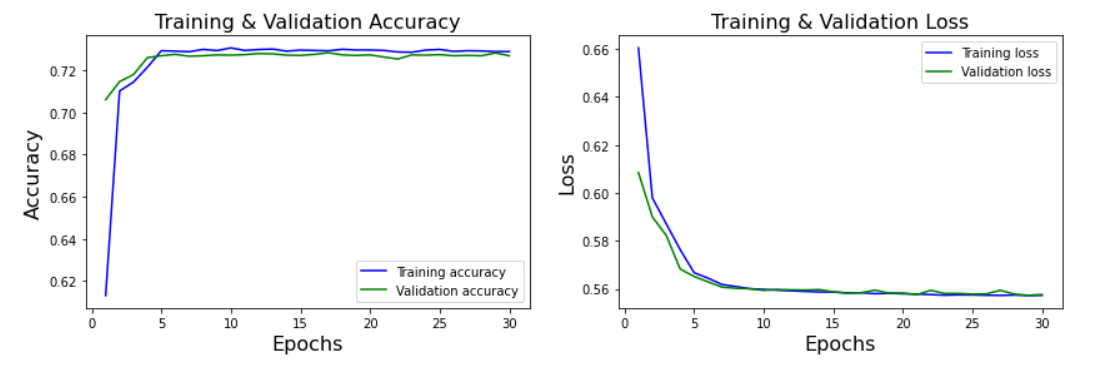 Training & Validation Accuracy
Accuracy
0.72
0.70
0.68
0.66
0.64
0.62
Training accuracy
Validation accuracy
0 5 10 15 20 25 30
Epochs
Training & Validation Loss
Loss
0.66
0.64
0.62
0.60
0.58
0.56
Training loss
Validation loss
0 5 10 15 20 25 30
Epochs